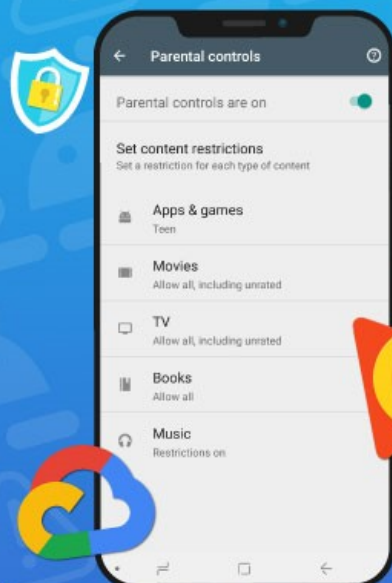 Parental controls
Parental controls are on
Set content restrictions
Set a restriction for each type of content
Apps & games
Teen
Movies
Allow all, including unrated
TV
Allow all, including unrated
Books
Allow all
Music
Restrictions on